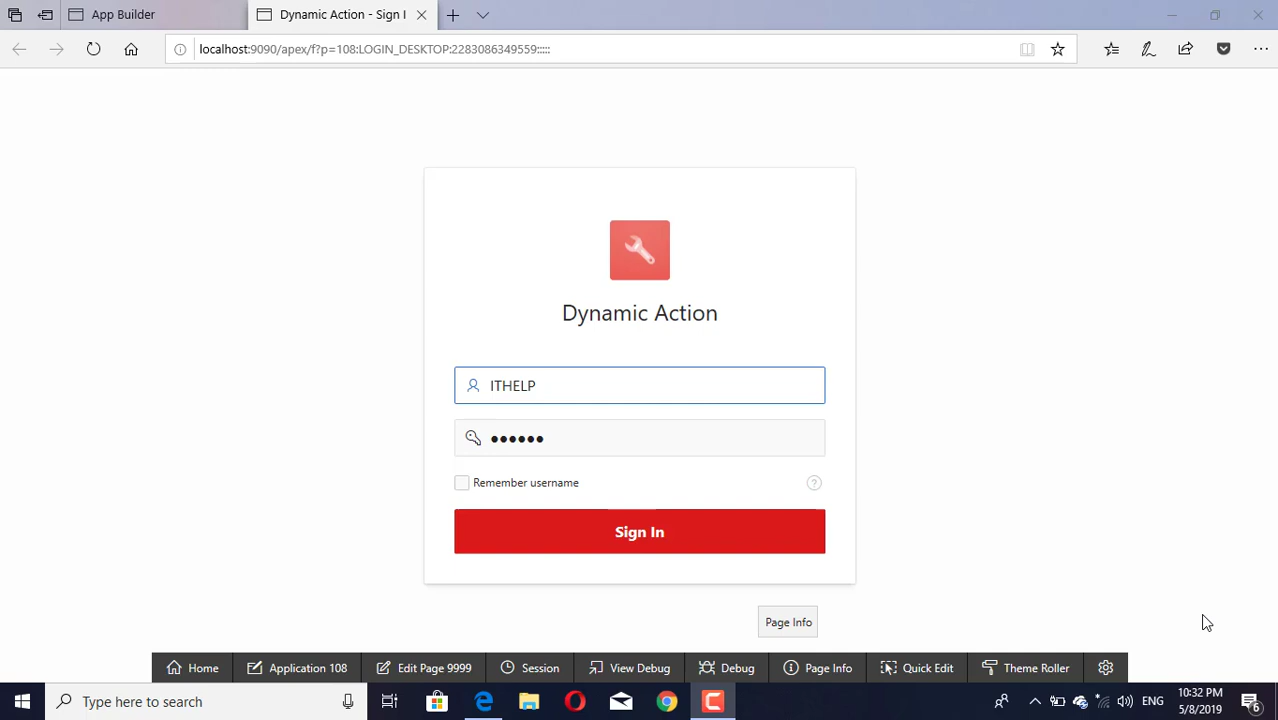 App Builder
Dynamic Action - Sign I
localhost:9090/apex/f?p=108:LOGIN_DESKTOP:2283086349559:::::
Dynamic Action
ITHELP
●●●●●●
Remember username
?
Sign In
Page Info
Home
Application 108
Edit Page 9999
Session
View Debug
Debug
Page Info
Quick Edit
Theme Roller
Type here to search
ENG
10:32 PM
5/8/2019
6